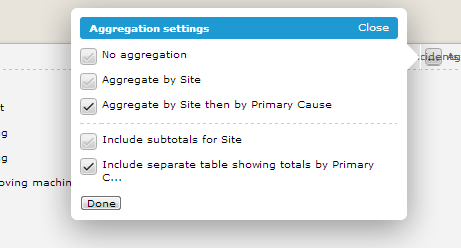 Aggregation settings Close
No aggregation
Aggregate by Site
Aggregate by Site then by Primary Cause
Include subtotals for Site
Include separate table showing totals by Primary
C...
Done